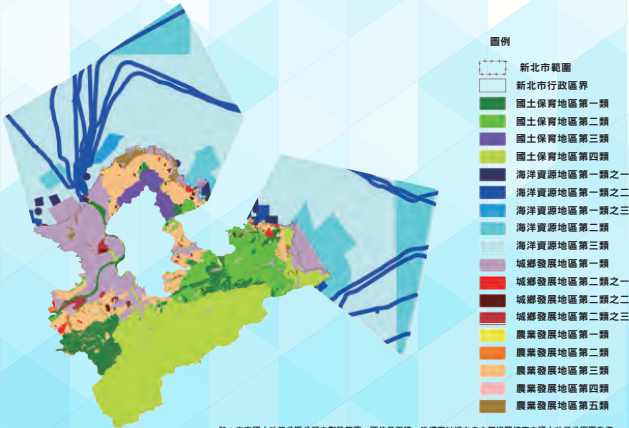 圖例
新北市範圍
新北市行政區界
國土保育地區第一類
國土保育地區第二類
國土保育地區第三類
國土保育地區第四類
海洋資源地區第一類之一
海洋資源地區第一類之二
海洋資源地區第一類之三
海洋資源地區第二類
海洋資源地區第三類
城鄉發展地區第一類
城鄉發展地區第二類之一
城鄉發展地區第二類之二
城鄉發展地區第二類之三
農業發展地區第一類
農業發展地區第二類
農業發展地區第三類
農業發展地區第四類
農業發展地區第五類